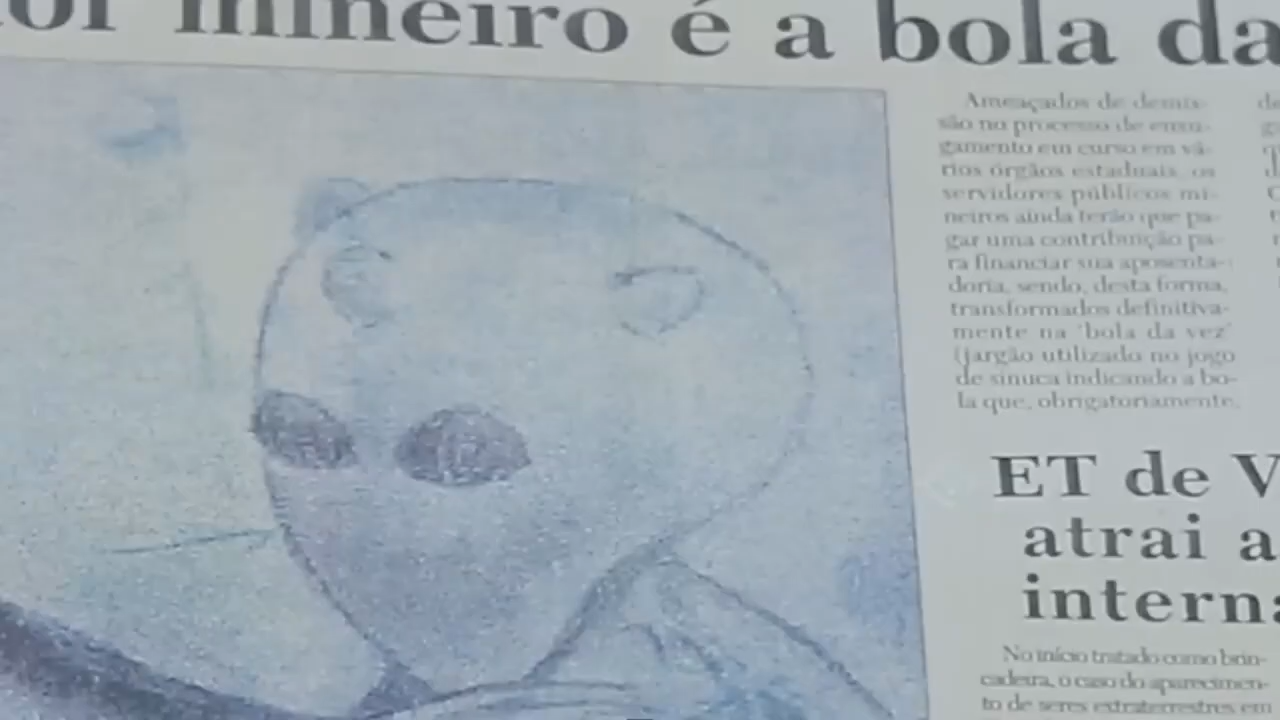 mineiro é a bola da
Ameaçados de demis-
são no processo de enxu-
gamento em curso em vá-
rios órgãos estaduais, os
servidores públicos mi-
neiros ainda terão que pa-
gar uma contribuição pa-
ra financiar sua aposenta-
doria, sendo, desta forma,
transformados definitiva-
mente na 'bola da vez'
(jargão utilizado no jogo
de sinuca indicando a bo-
la que, obrigatoriamente,
ET de V
atrai a
interna
No início tratado como brin-
cadeira, o caso do aparecimen-
to de seres extraterrestres em